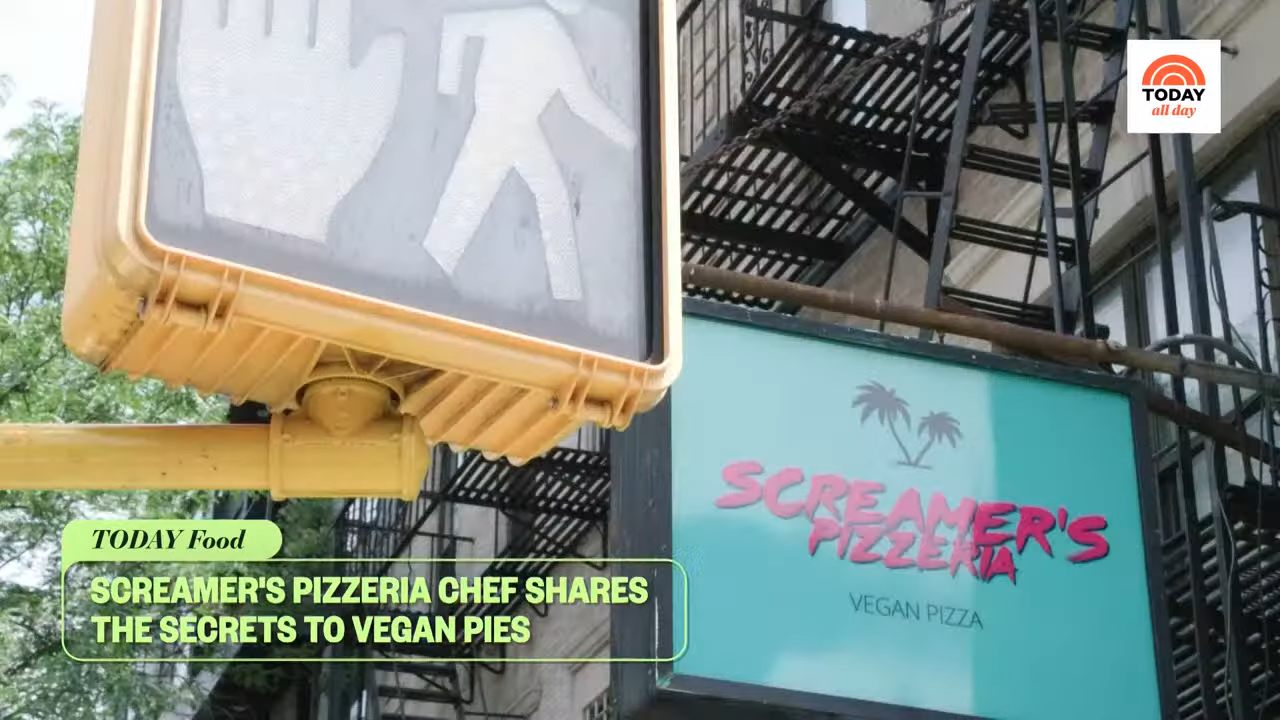 TODAY
all day
SCREAMER'S
PIZZERIA
VEGAN PIZZA
TODAY Food
SCREAMER'S PIZZERIA CHEF SHARES
THE SECRETS TO VEGAN PIES